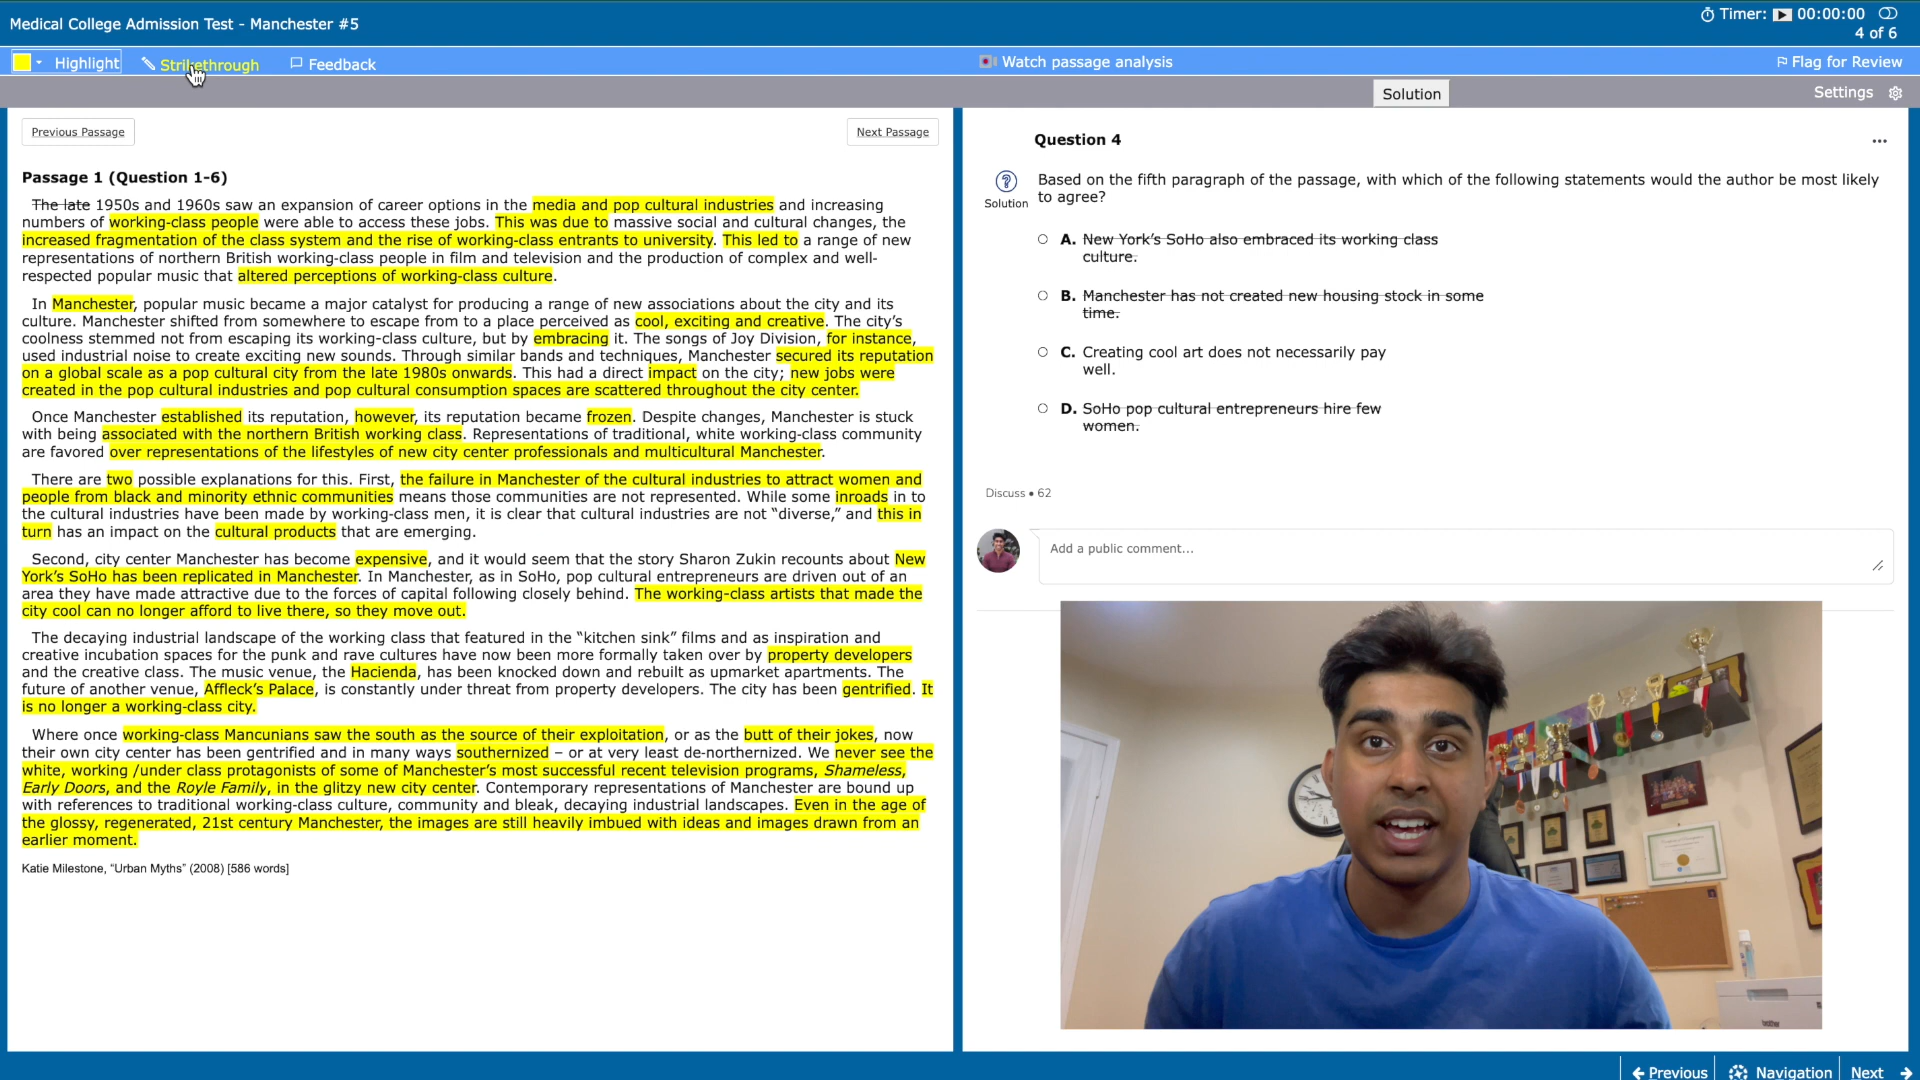 Medical College Admission Test - Manchester #5
Timer: 00:00:00
4 of 6
Highlight
Strikethrough
Feedback
Watch passage analysis
Flag for Review
Solution
Settings
Previous Passage
Next Passage
Passage 1 (Question 1-6)
The late 1950s and 1960s saw an expansion of career options in the media and pop cultural industries and increasing
numbers of working-class people were able to access these jobs. This was due to massive social and cultural changes, the
increased fragmentation of the class system and the rise of working-class entrants to university. This led to a range of new
representations of northern British working-class people in film and television and the production of complex and well-
respected popular music that altered perceptions of working-class culture.
In Manchester, popular music became a major catalyst for producing a range of new associations about the city and its
culture. Manchester shifted from somewhere to escape from to a place perceived as cool, exciting and creative. The city's
coolness stemmed not from escaping its working-class culture, but by embracing it. The songs of Joy Division, for instance,
used industrial noise to create exciting new sounds. Through similar bands and techniques, Manchester secured its reputation
on a global scale as a pop cultural city from the late 1980s onwards. This had a direct impact on the city; new jobs were
created in the pop cultural industries and pop cultural consumption spaces are scattered throughout the city center.
Once Manchester established its reputation, however, its reputation became frozen. Despite changes, Manchester is stuck
with being associated with the northern British working class. Representations of traditional, white working-class community
are favored over representations of the lifestyles of new city center professionals and multicultural Manchester.
There are two possible explanations for this. First, the failure in Manchester of the cultural industries to attract women and
people from black and minority ethnic communities means those communities are not represented. While some inroads in to
the cultural industries have been made by working-class men, it is clear that cultural industries are not “diverse,” and this in
turn has an impact on the cultural products that are emerging.
Second, city center Manchester has become expensive, and it would seem that the story Sharon Zukin recounts about New
York's SoHo has been replicated in Manchester. In Manchester, as in SoHo, pop cultural entrepreneurs are driven out of an
area they have made attractive due to the forces of capital following closely behind. The working-class artists that made the
city cool can no longer afford to live there, so they move out.
The decaying industrial landscape of the working class that featured in the “kitchen sink” films and as inspiration and
creative incubation spaces for the punk and rave cultures have now been more formally taken over by property developers
and the creative class. The music venue, the Hacienda, has been knocked down and rebuilt as upmarket apartments. The
future of another venue, Affleck's Palace, is constantly under threat from property developers. The city has been gentrified. It
is no longer a working-class city.
Where once working-class Mancunians saw the south as the source of their exploitation, or as the butt of their jokes, now
their own city center has been gentrified and in many ways southernized – or at very least de-northernized. We never see the
white, working /under class protagonists of some of Manchester's most successful recent television programs, Shameless,
Early Doors, and the Royle Family, in the glitzy new city center. Contemporary representations of Manchester are bound up
with references to traditional working-class culture, community and bleak, decaying industrial landscapes. Even in the age of
the glossy, regenerated, 21st century Manchester, the images are still heavily imbued with ideas and images drawn from an
earlier moment.
Katie Milestone, “Urban Myths” (2008) [586 words]
Question 4
Solution
Based on the fifth paragraph of the passage, with which of the following statements would the author be most likely
to agree?
A. New York's SoHo also embraced its working class
culture.
B. Manchester has not created new housing stock in some
time.
C. Creating cool art does not necessarily pay
well.
D. SoHo pop cultural entrepreneurs hire few
women.
Discuss • 62
Add a public comment...
Previous
Navigation
Next